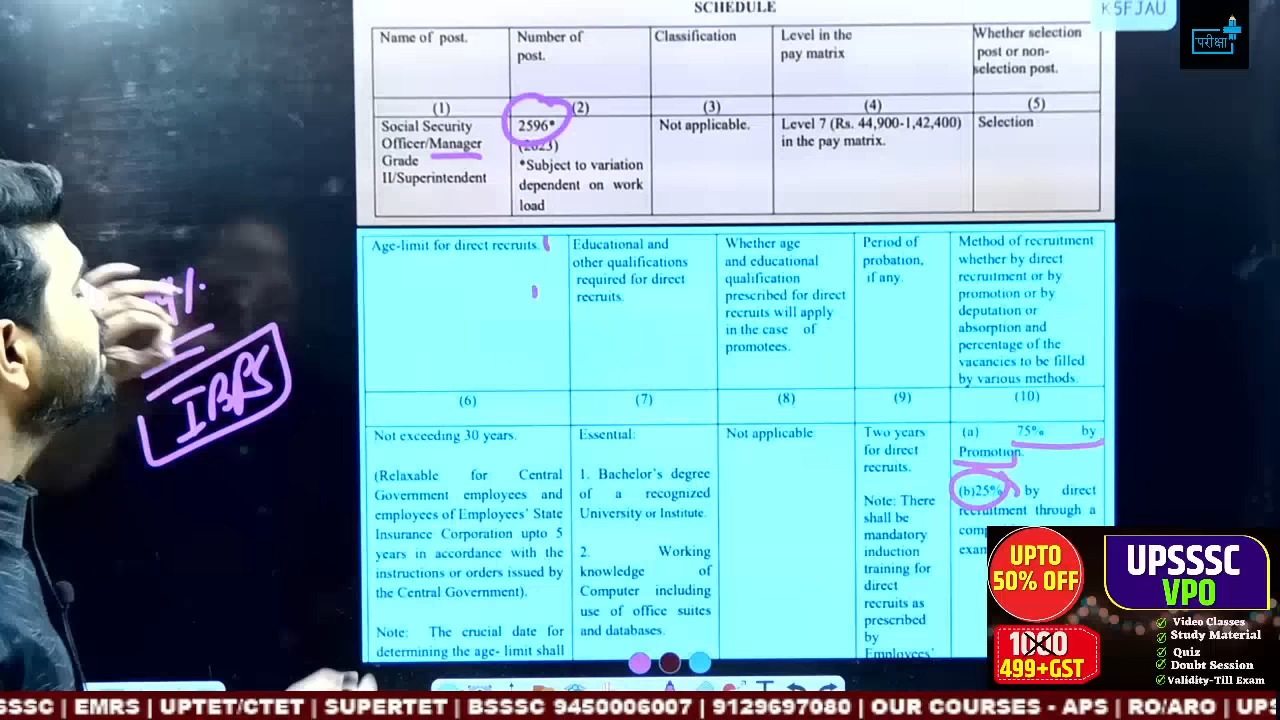 SCHEDULE
K5FJAU
परीक्षा
Name of post.
Number of
post.
Classification
Level in the
pay matrix
Whether selection
post or non-
selection post.
(1)
(2)
(3)
(4)
(5)
Social Security
Officer/Manager
Grade
II/Superintendent
2596*
(2023)
*Subject to variation
dependent on work
load
Not applicable.
Level 7 (Rs. 44,900-1,42,400)
in the pay matrix.
Selection
Age-limit for direct recruits.
Educational and
other qualifications
required for direct
recruits.
Whether age
and educational
qualification
prescribed for direct
recruits will apply
in the case of
promotees.
Period of
probation,
if any.
Method of recruitment
whether by direct
recruitment or by
promotion or by
deputation or
absorption and
percentage of the
vacancies to be filled
by various methods.
(6)
(7)
(8)
(9)
(10)
Not exceeding 30 years.
(Relaxable for Central
Government employees and
employees of Employees' State
Insurance Corporation upto 5
years in accordance with the
instructions or orders issued by
the Central Government).
Note: The crucial date for
determining the age- limit shall
Essential:
1. Bachelor's degree
of a recognized
University or Institute.
2. Working
knowledge of
Computer including
use of office suites
and databases.
Not applicable
Two years
for direct
recruits.
Note: There
shall be
mandatory
induction
training for
direct
recruits as
prescribed
by
Employees'
(a) 75% by
Promotion.
(b)25% by direct
recruitment through a
IBPS
UPTO
50% OFF
1000
499+GST
UPSSSC
VPO
Video Classes
Study Material
Quiz
Doubt Session
Validity-Till Exam
SSSC | EMRS | UPTET/CTET | SUPERTET | BSSSC 9450006007 | 9129697080 | OUR COURSES - APS | RO/ARO | UPS